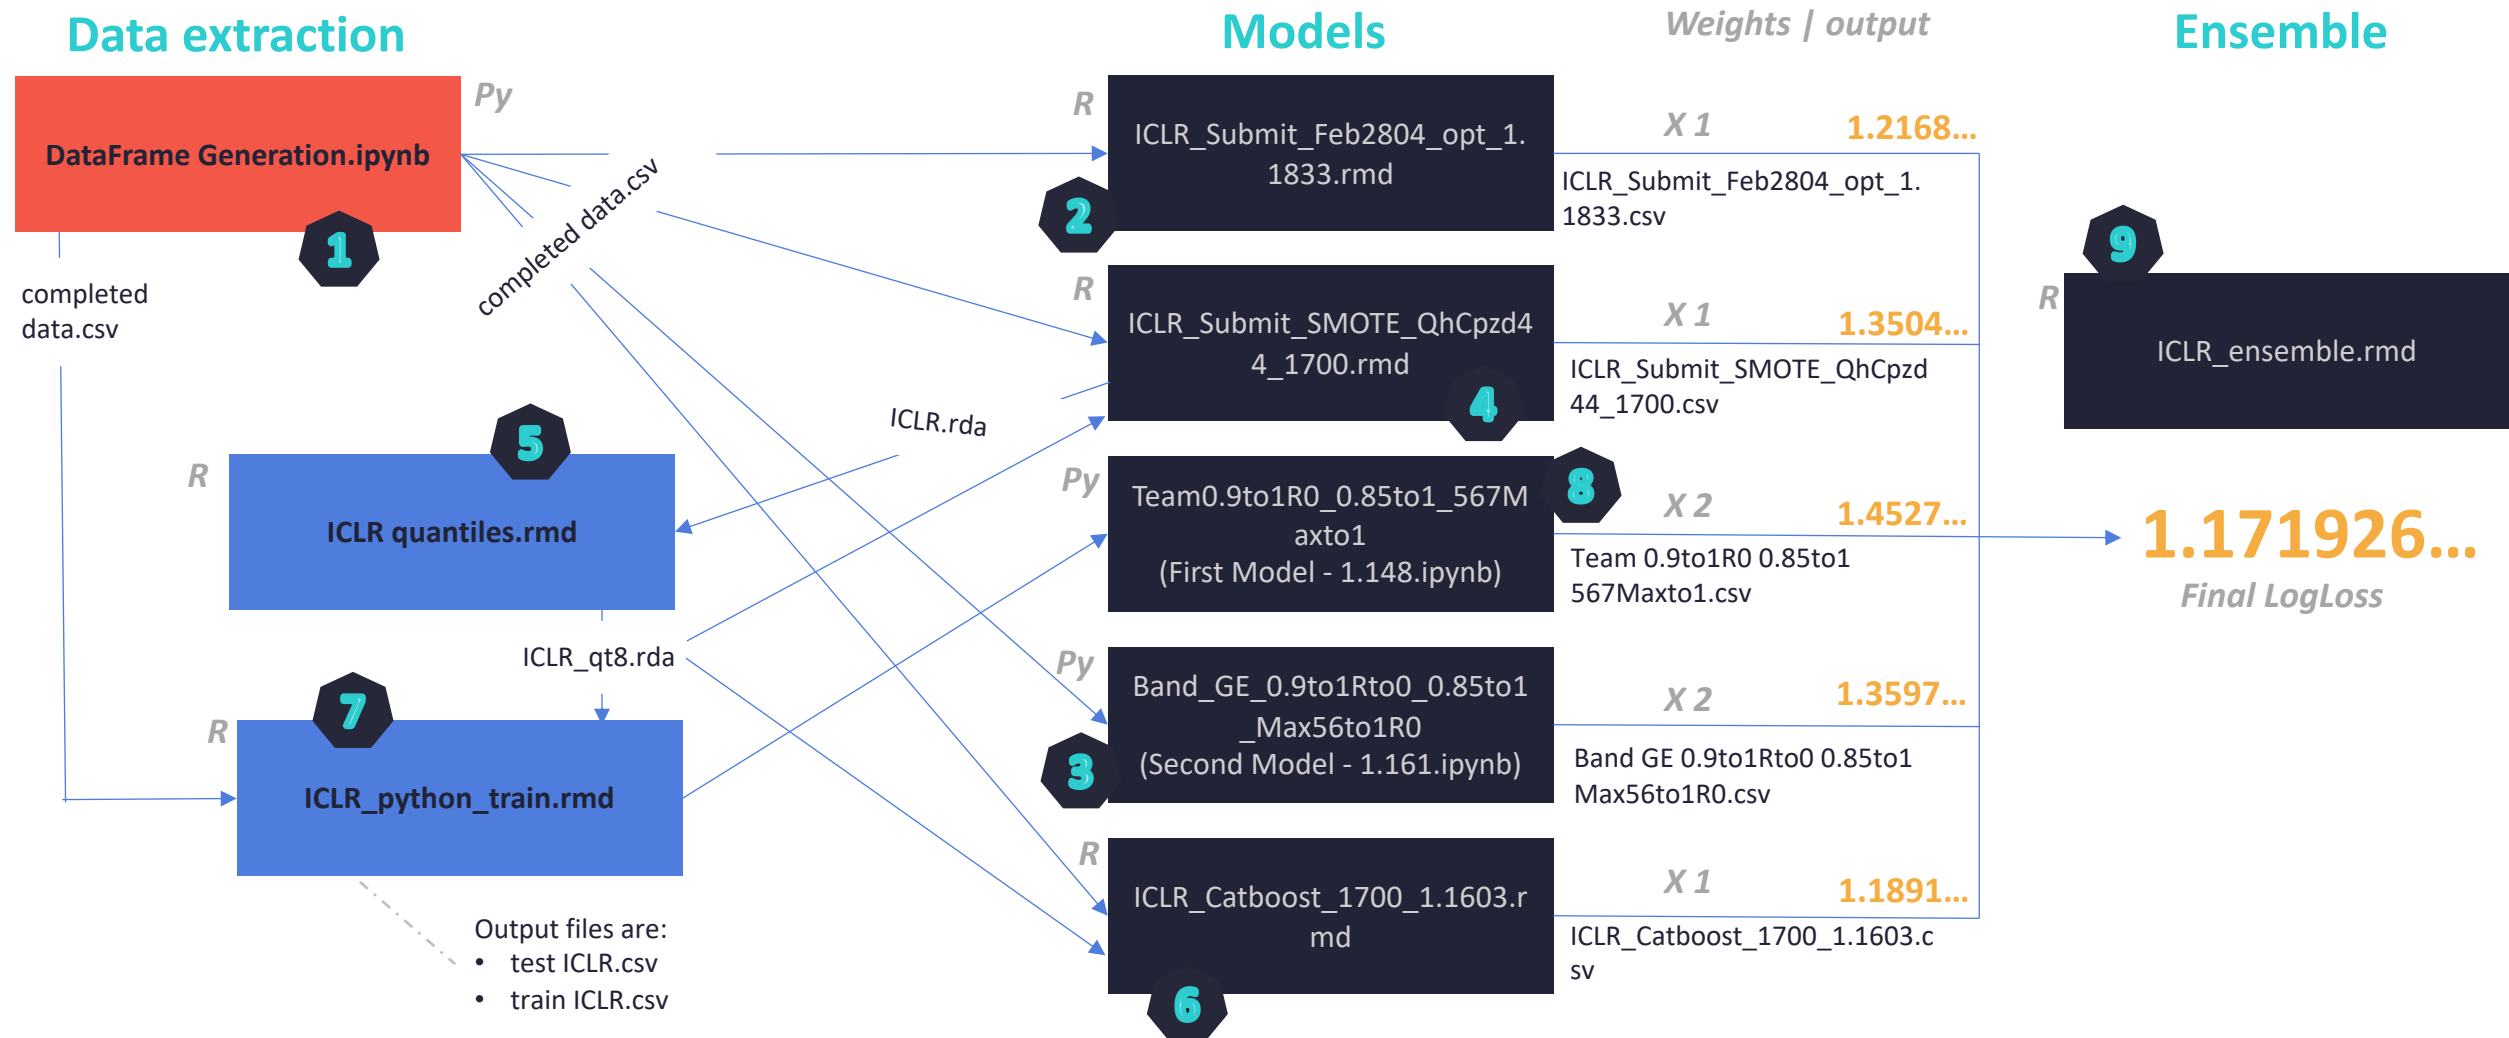 Data extraction
Models
Weights | output
Ensemble
Py
DataFrame Generation.ipynb
1
completed
data.csv
completed data.csv
R
ICLR_Submit_Feb2804_opt_1.
1833.rmd
2
X 1
1.2168...
ICLR_Submit_Feb2804_opt_1.
1833.csv
R
ICLR_Submit_SMOTE_QhCpzd4
4_1700.rmd
4
X 1
1.3504...
ICLR_Submit_SMOTE_QhCpzd
44_1700.csv
9
R
ICLR_ensemble.rmd
ICLR.rda
5
R
ICLR quantiles.rmd
Py
Team0.9to1R0_0.85to1_567M
axto1
(First Model - 1.148.ipynb)
8
X 2
1.4527...
Team 0.9to1R0 0.85to1
567Maxto1.csv
1.171926...
Final LogLoss
ICLR_qt8.rda
7
R
ICLR_python_train.rmd
Py
Band_GE_0.9to1Rto0_0.85to1
_Max56to1R0
(Second Model - 1.161.ipynb)
3
X 2
1.3597...
Band GE 0.9to1Rto0 0.85to1
Max56to1R0.csv
R
ICLR_Catboost_1700_1.1603.r
md
6
X 1
1.1891...
ICLR_Catboost_1700_1.1603.c
sv
Output files are:
• test ICLR.csv
• train ICLR.csv